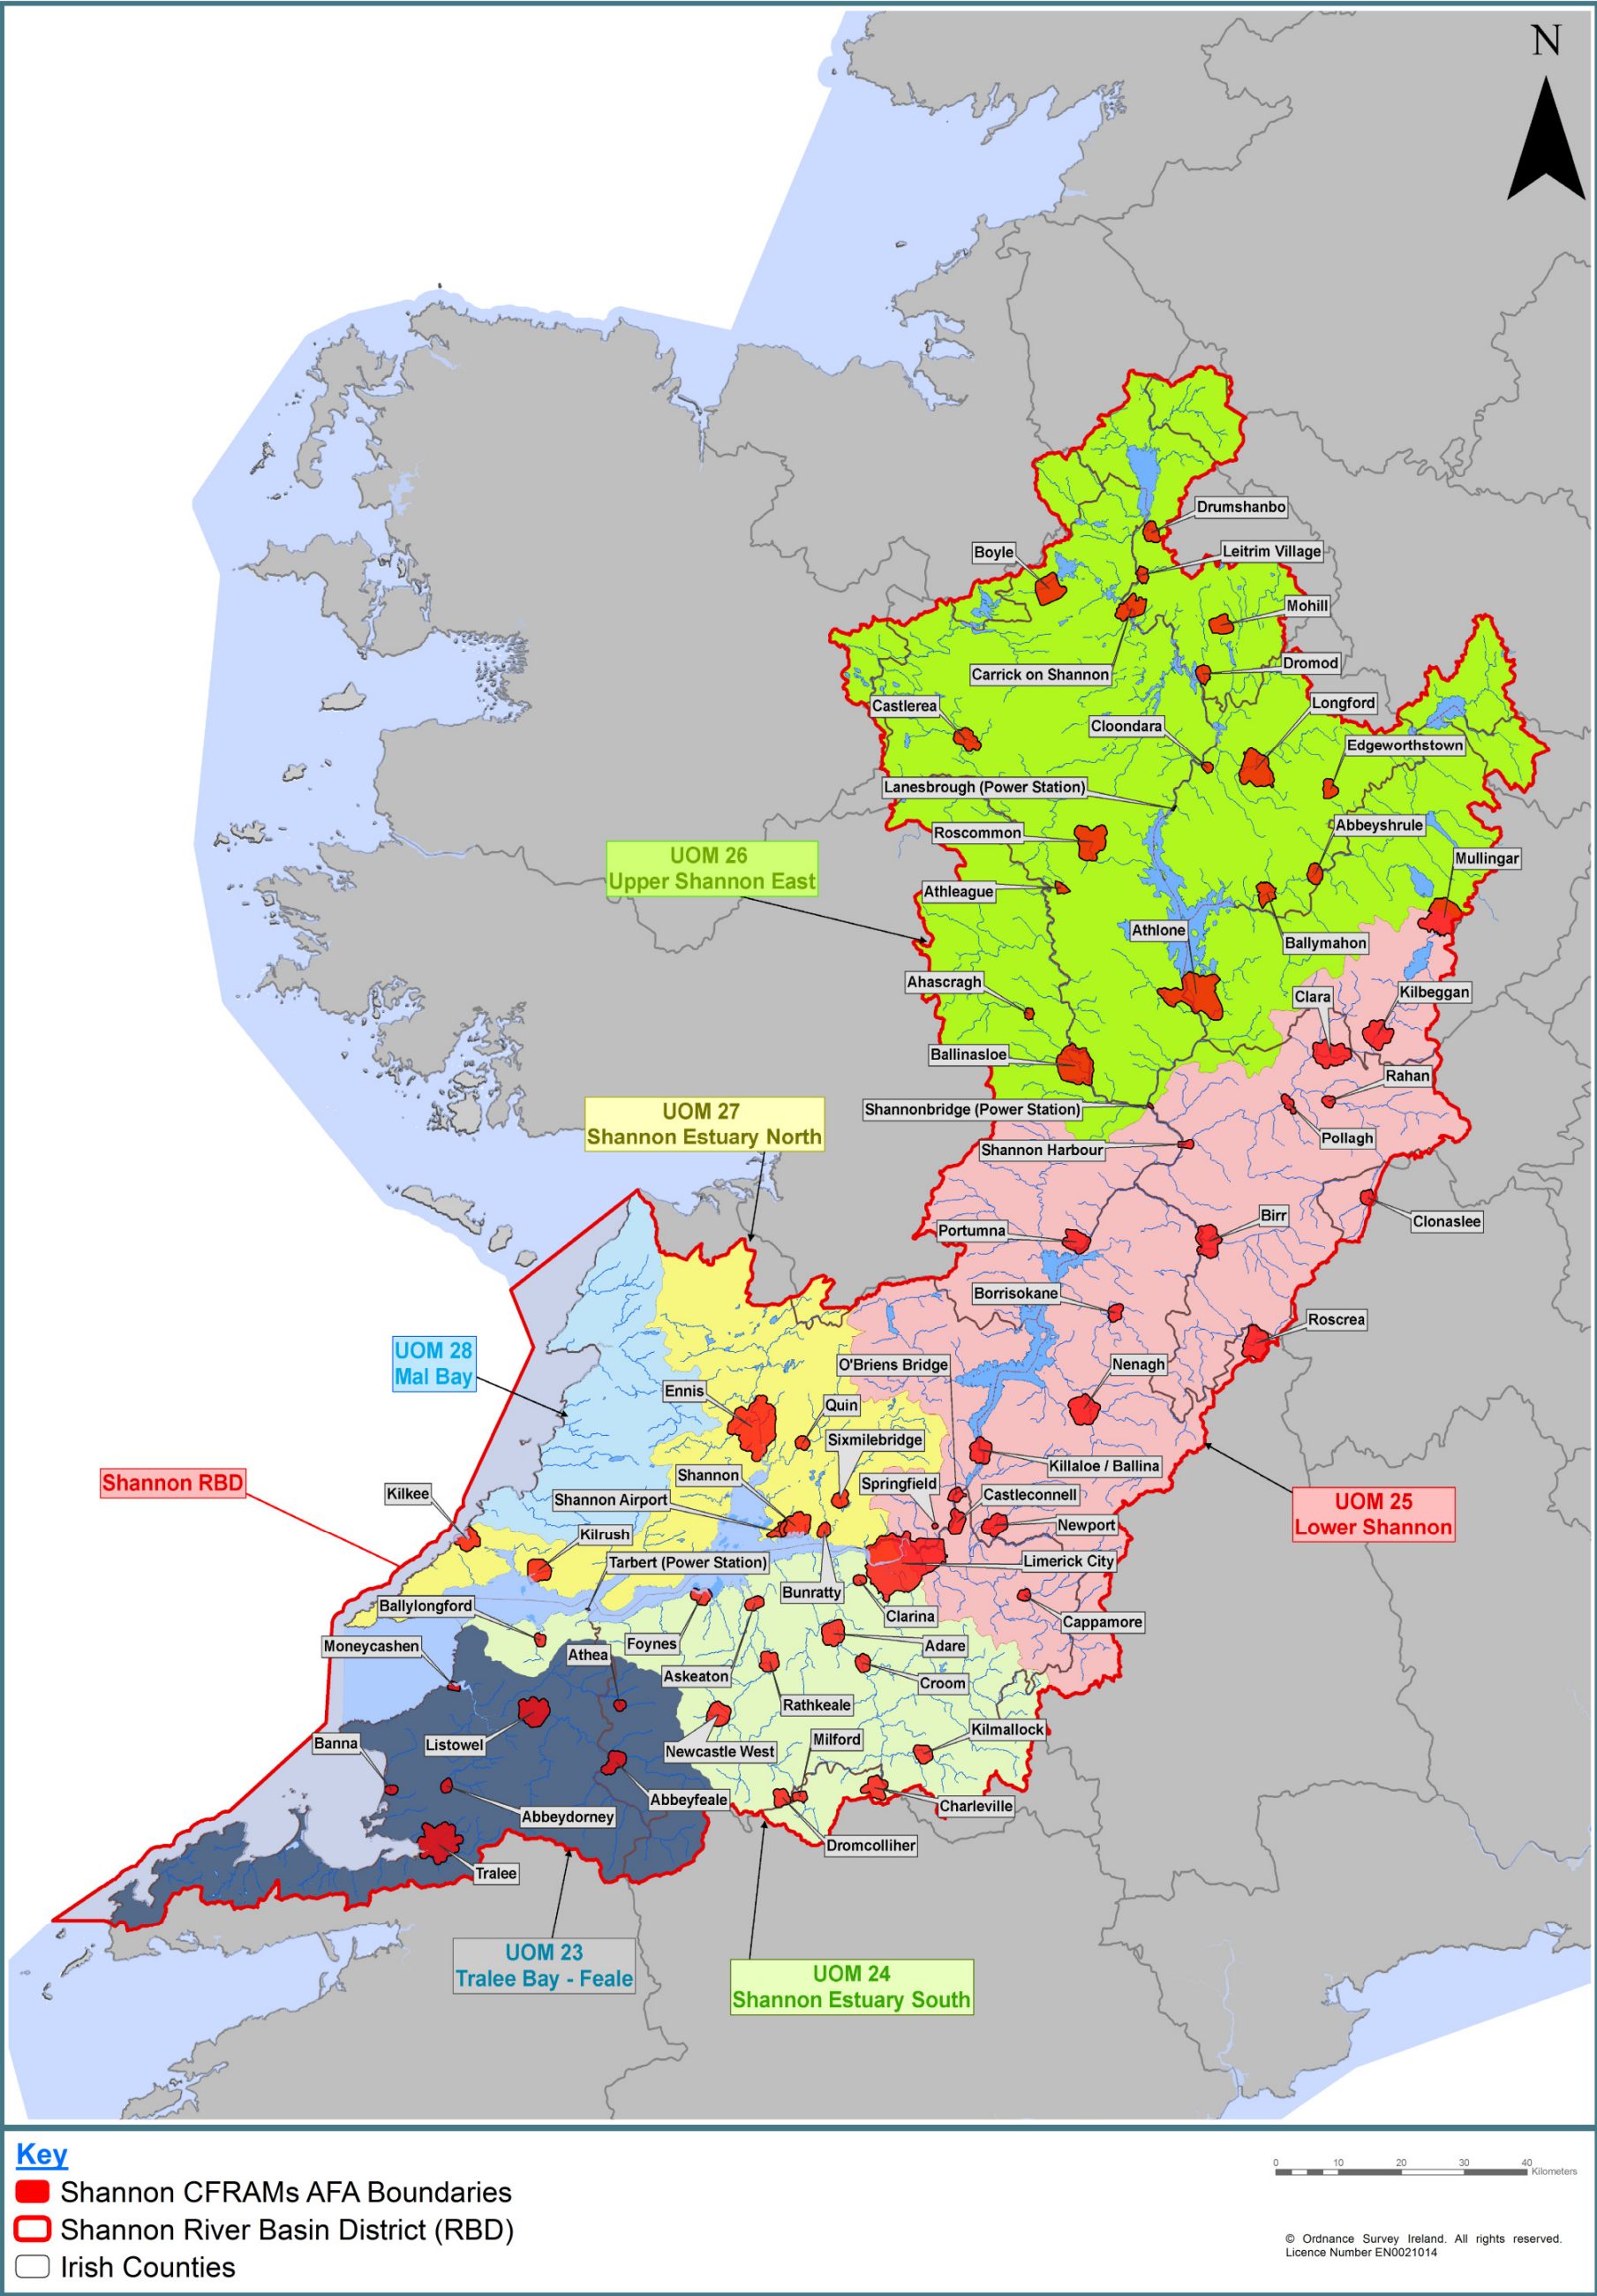 N
Drumshanbo
Boyle
Leitrim Village
Mohill
Carrick on Shannon
Dromod
Castlerea
Longford
Cloondara
Edgeworthstown
Lanesbrough (Power Station)
Abbeyshrule
Roscommon
Mullingar
UOM 26
Upper Shannon East
Athleague
Athlone
Ballymahon
Ahascragh
Clara
Kilbeggan
Ballinasloe
Rahan
Shannonbridge (Power Station)
UOM 27
Shannon Estuary North
Pollagh
Shannon Harbour
Birr
Clonaslee
Portumna
Borrisokane
Roscrea
UOM 28
Mal Bay
O'Briens Bridge
Nenagh
Ennis
Quin
Sixmilebridge
Killaloe / Ballina
Shannon
Shannon RBD
Springfield
Kilkee
Shannon Airport
Castleconnell
UOM 25
Lower Shannon
Newport
Kilrush
Tarbert (Power Station)
Limerick City
Bunratty
Ballylongford
Clarina
Cappamore
Moneycashen
Foynes
Adare
Athea
Askeaton
Croom
Rathkeale
Kilmallock
Banna
Listowel
Milford
Newcastle West
Abbeyfeale
Charleville
Abbeydorney
Dromcolliher
Tralee
UOM 23
Tralee Bay - Feale
UOM 24
Shannon Estuary South
Key
Shannon CFRAMs AFA Boundaries
Shannon River Basin District (RBD)
Irish Counties
0 10 20 30 40
Kilometers
© Ordnance Survey Ireland. All rights reserved.
Licence Number EN0021014